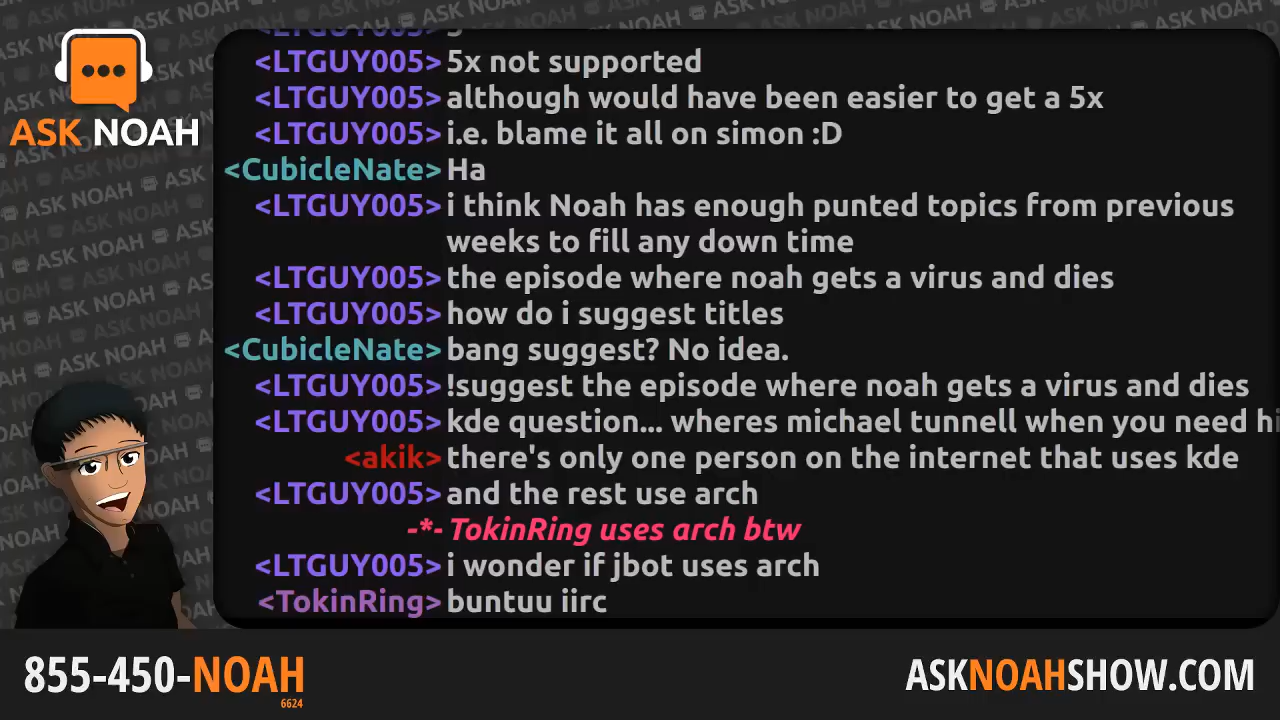 ASK NOAH
<LTGUY005>
<LTGUY005> 5x not supported
<LTGUY005> although would have been easier to get a 5x
<LTGUY005> i.e. blame it all on simon :D
<CubicleNate> Ha
<LTGUY005> i think Noah has enough punted topics from previous
weeks to fill any down time
<LTGUY005> the episode where noah gets a virus and dies
<LTGUY005> how do i suggest titles
<CubicleNate> bang suggest? No idea.
<LTGUY005> !suggest the episode where noah gets a virus and dies
<LTGUY005> kde question... wheres michael tunnell when you need hi
<akik> there's only one person on the internet that uses kde
<LTGUY005> and the rest use arch
-*- TokinRing uses arch btw
<LTGUY005> i wonder if jbot uses arch
<TokinRing> buntuu iirc
855-450-NOAH
6624
ASKNOAHSHOW.COM